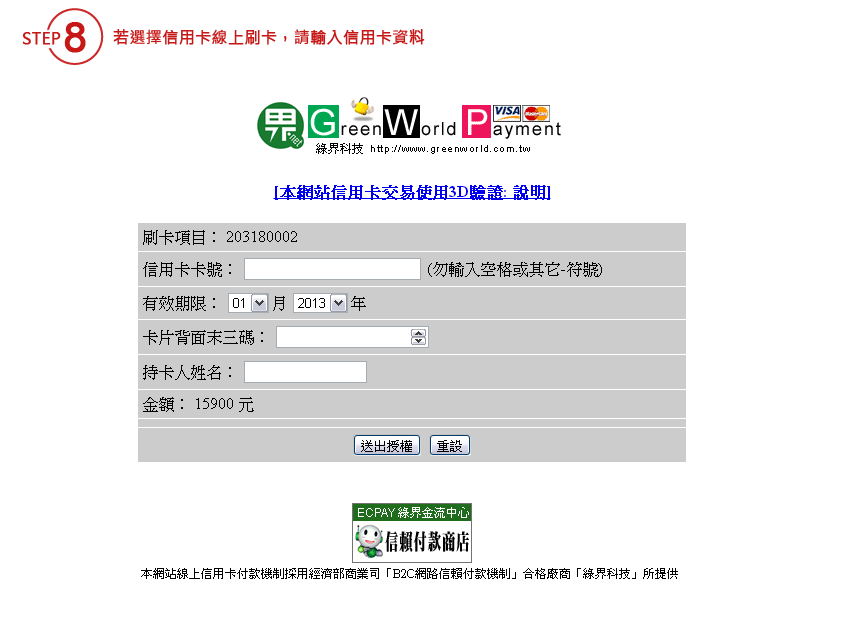 STEP 8 若選擇信用卡線上刷卡，請輸入信用卡資料
界.net GreenWorld Payment VISA MasterCard
綠界科技 http://www.greenworld.com.tw
[本網站信用卡交易使用3D驗證: 說明]
刷卡項目： 203180002
信用卡卡號： (勿輸入空格或其它-符號)
有效期限： 01 月 2013 年
卡片背面末三碼：
持卡人姓名：
金額： 15900 元
送出授權 重設
ECPAY 綠界金流中心
信賴付款商店
本網站線上信用卡付款機制採用經濟部商業司「B2C網路信賴付款機制」合格廠商「綠界科技」所提供